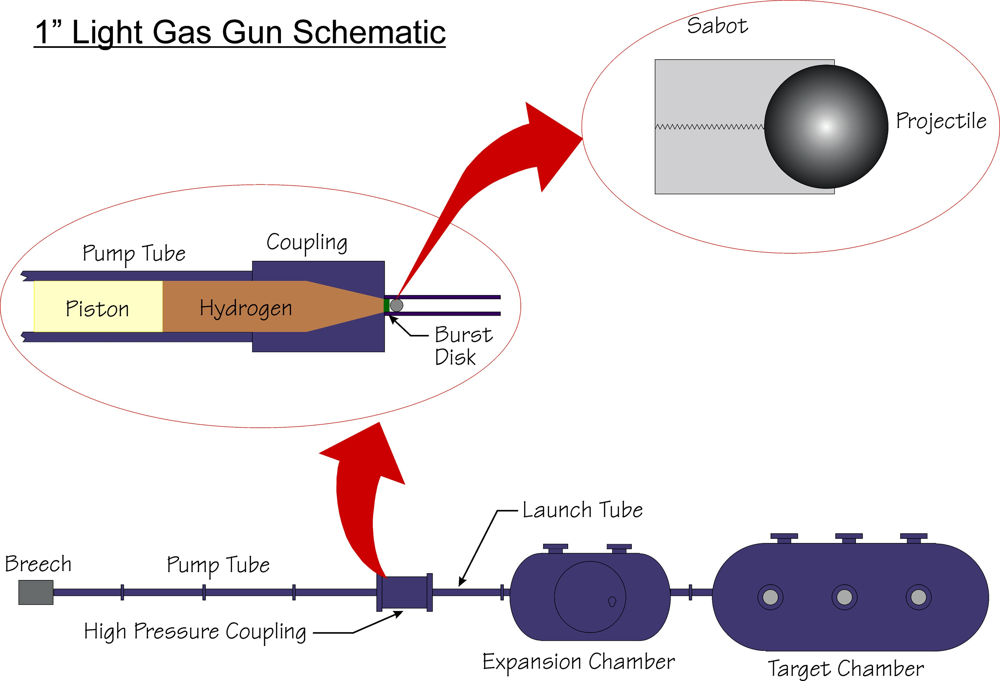 1” Light Gas Gun Schematic
Sabot
Projectile
Coupling
Pump Tube
Piston
Hydrogen
Burst
Disk
Launch Tube
Breech
Pump Tube
High Pressure Coupling
Expansion Chamber
Target Chamber